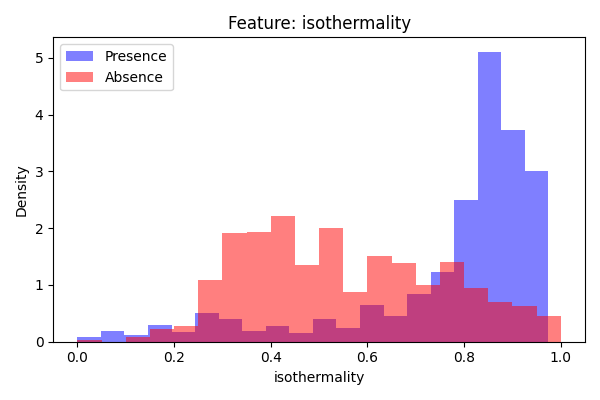 Feature: isothermality
Presence
Absence
Density
5
4
3
2
1
0
0.0 0.2 0.4 0.6 0.8 1.0
isothermality